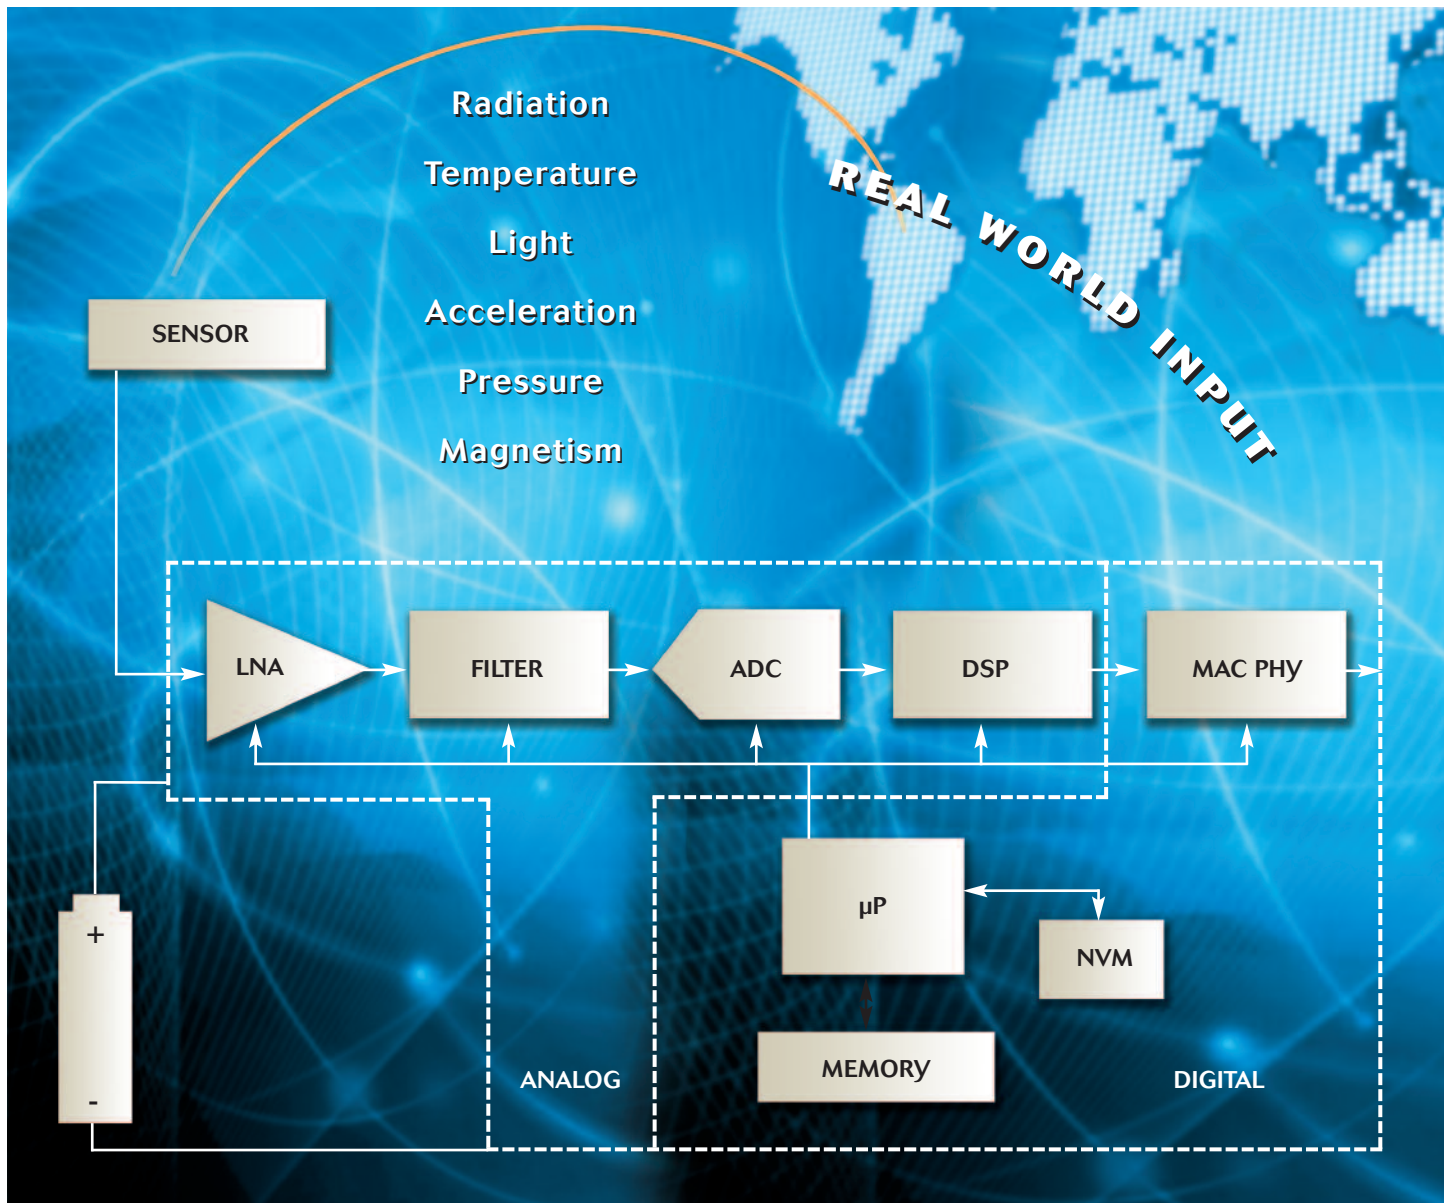 Radiation
Temperature
Light
Acceleration
Pressure
Magnetism
REAL WORLD INPUT
SENSOR
LNA
FILTER
ADC
DSP
MAC PHY
µP
NVM
MEMORY
ANALOG
DIGITAL
+
-